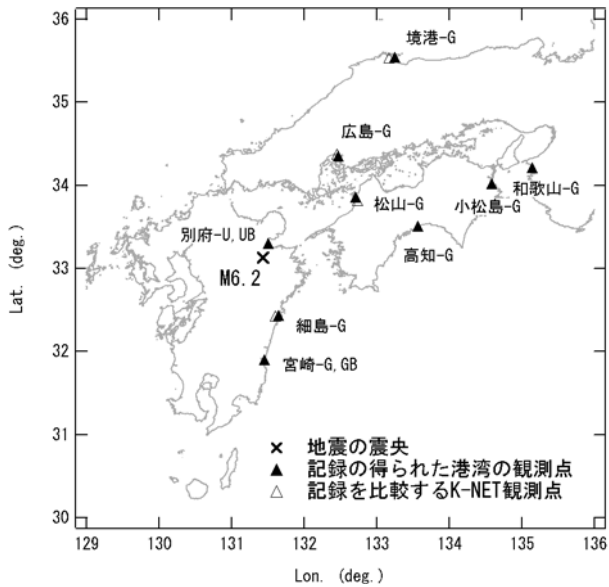 36
35
34
33
32
31
30
Lat. (deg.)
境港-G
広島-G
松山-G
小松島-G
和歌山-G
高知-G
別府-U,UB
M6.2
細島-G
宮崎-G,GB
× 地震の震央
▲ 記録の得られた港湾の観測点
△ 記録を比較するK-NET観測点
129 130 131 132 133 134 135 136
Lon. (deg.)